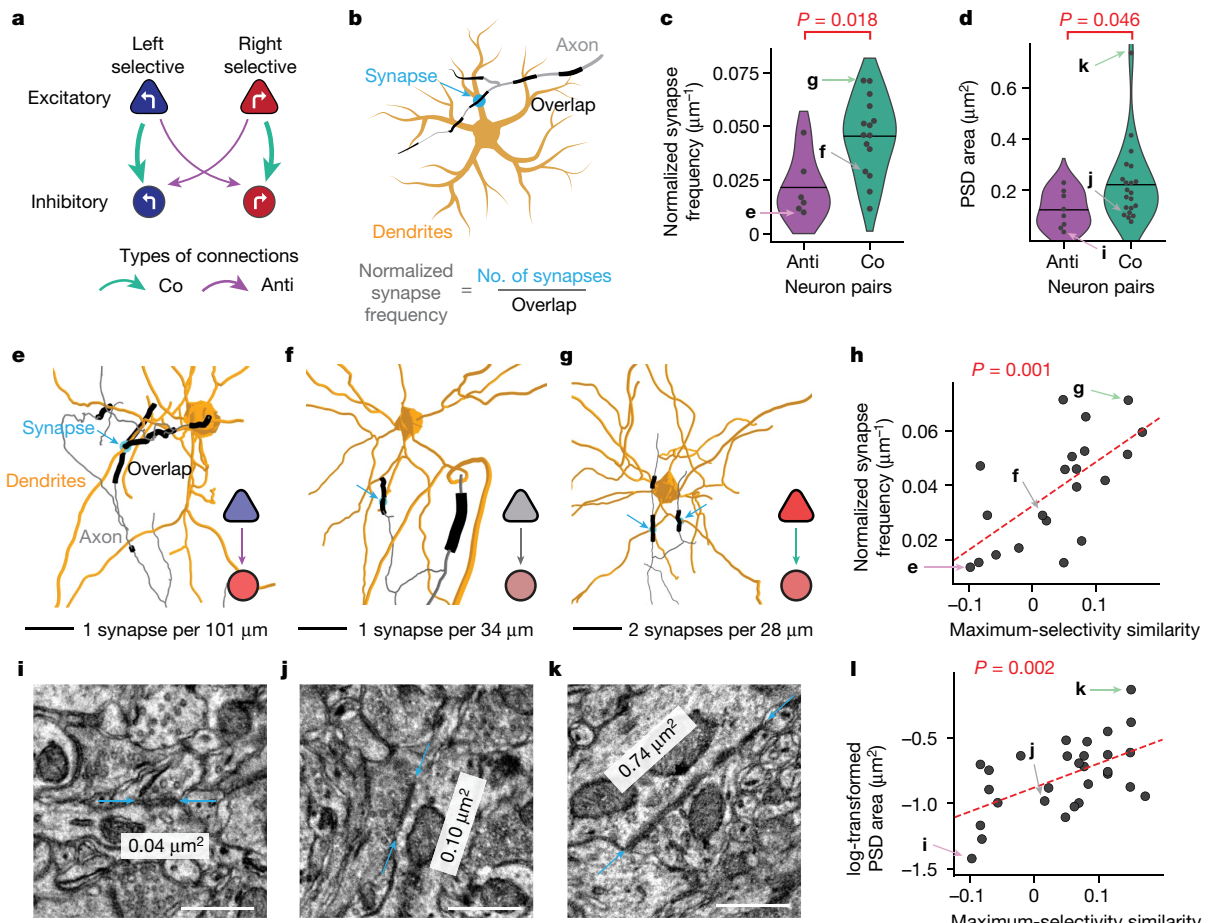 a
Left selective
Right selective
Excitatory
Inhibitory
Types of connections
Co
Anti
b
Axon
Synapse
Overlap
Dendrites
Normalized synapse frequency = No. of synapses
Overlap
c
P = 0.018
Normalized synapse frequency (μm⁻¹)
0.075
0.050
0.025
0
g
f
e
Anti
Co
Neuron pairs
d
P = 0.046
PSD area (μm²)
0.6
0.4
0.2
k
j
i
Anti
Co
Neuron pairs
e
Synapse
Overlap
Dendrites
Axon
1 synapse per 101 μm
f
1 synapse per 34 μm
g
2 synapses per 28 μm
h
P = 0.001
Normalized synapse frequency (μm⁻¹)
0.06
0.04
0.02
g
f
e
−0.1
0
0.1
Maximum-selectivity similarity
i
0.04 μm²
j
0.10 μm²
k
0.74 μm²
l
P = 0.002
log-transformed PSD area (μm²)
−0.5
−1.0
−1.5
k
j
i
−0.1
0
0.1
Maximum-selectivity similarity